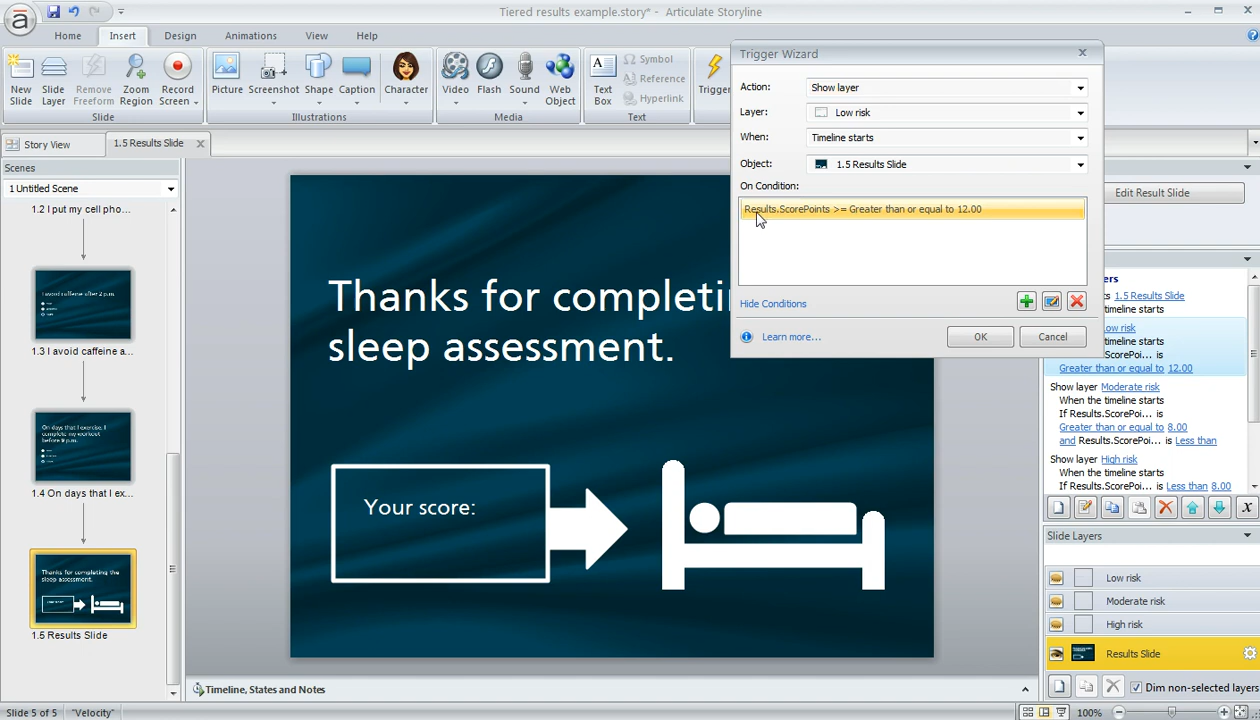 Tiered results example.story* - Articulate Storyline
Home Insert Design Animations View Help
New Slide
Slide Layer
Remove Freeform
Zoom Region
Record Screen
Slide
Picture
Screenshot
Shape
Caption
Character
Illustrations
Video
Flash
Sound
Web Object
Media
Text Box
Symbol
Reference
Hyperlink
Text
Trigger
Story View
1.5 Results Slide
Scenes
1 Untitled Scene
1.2 I put my cell pho...
I avoid caffeine after 2 p.m.
1.3 I avoid caffeine a...
On days that I exercise, I
complete my workout
before 8 p.m.
1.4 On days that I ex...
Thanks for completing the
sleep assessment.
1.5 Results Slide
Thanks for completi
sleep assessment.
Your score:
Trigger Wizard
Action: Show layer
Layer: Low risk
When: Timeline starts
Object: 1.5 Results Slide
On Condition:
Results.ScorePoints >= Greater than or equal to 12.00
Hide Conditions
Learn more...
OK
Cancel
Edit Result Slide
ers
ts 1.5 Results Slide
timeline starts
ow risk
timeline starts
ScorePoi... is
Greater than or equal to 12.00
Show layer Moderate risk
When the timeline starts
If Results.ScorePoi... is
Greater than or equal to 8.00
and Results.ScorePoi... is Less than
Show layer High risk
When the timeline starts
If Results.ScorePoi... is Less than 8.00
Slide Layers
Low risk
Moderate risk
High risk
Results Slide
Dim non-selected layers
Timeline, States and Notes
Slide 5 of 5 "Velocity"
100%